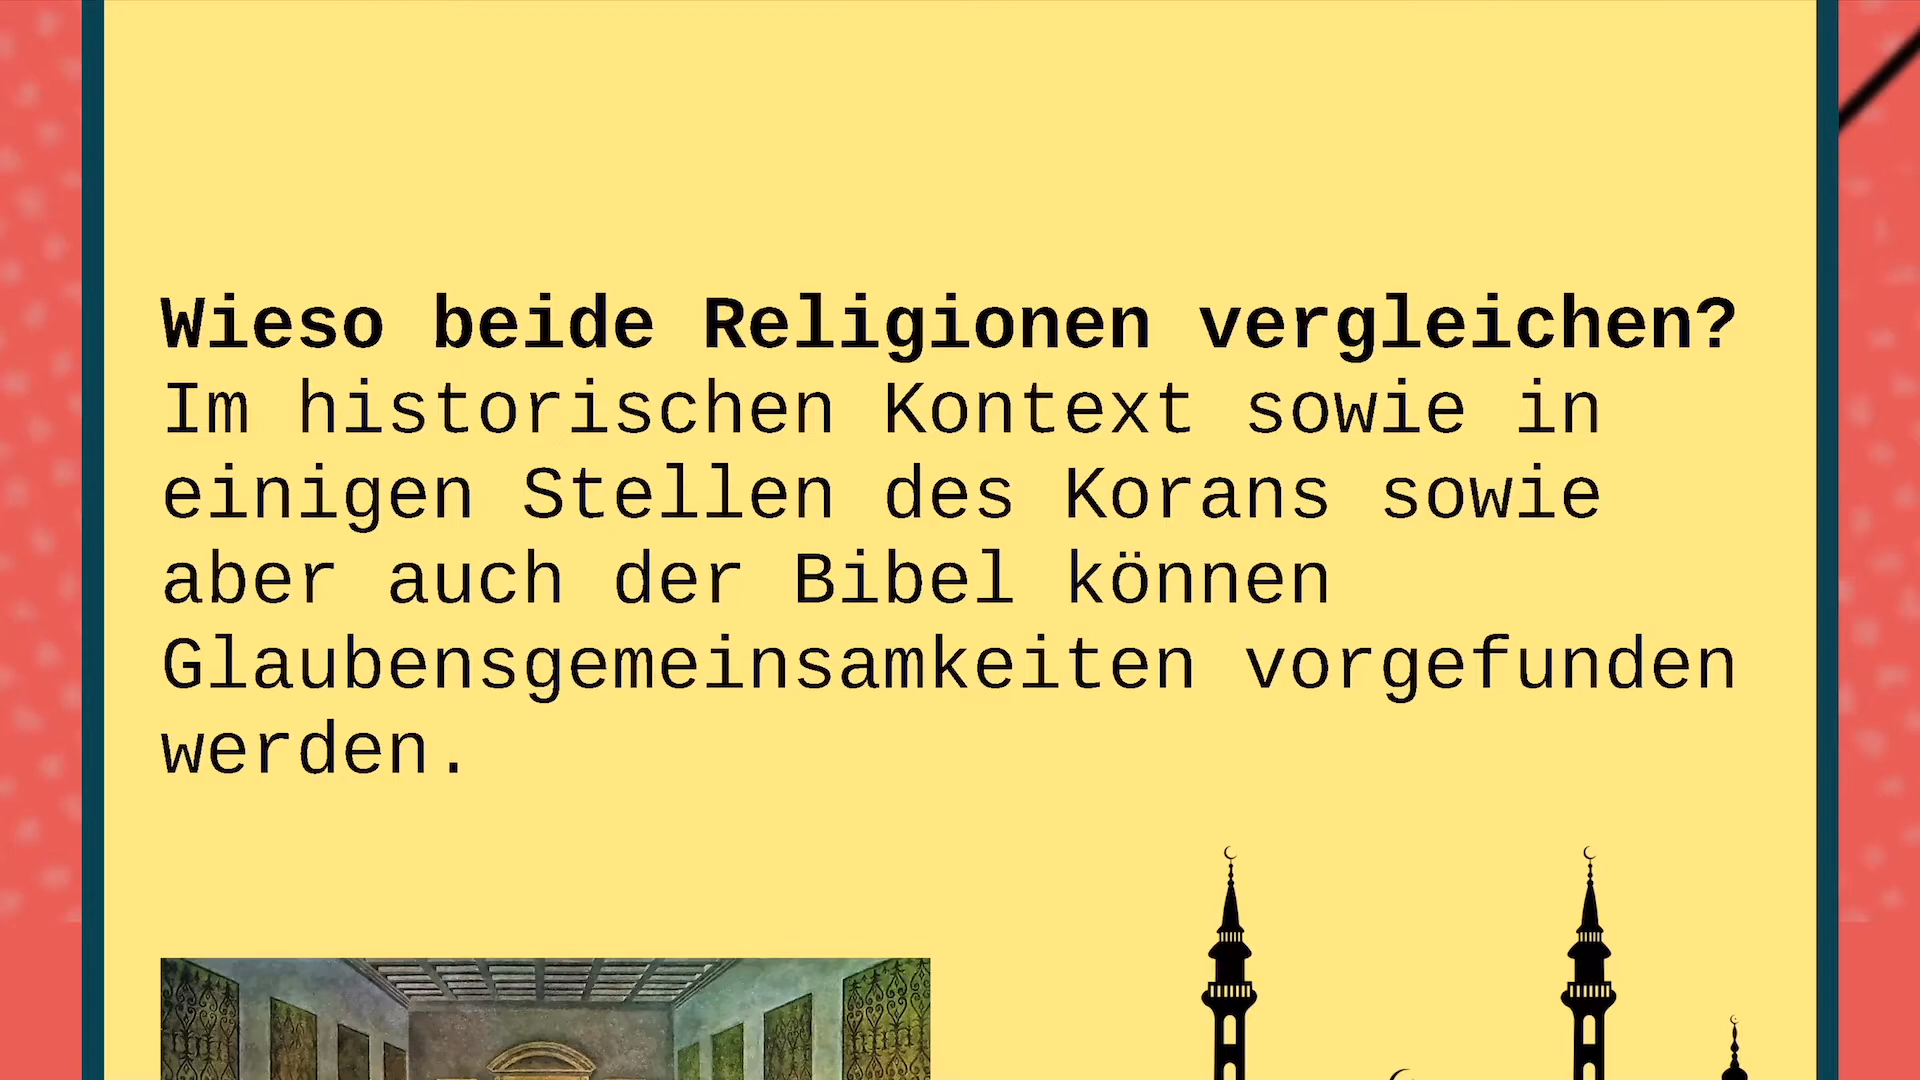 Wieso beide Religionen vergleichen?
Im historischen Kontext sowie in
einigen Stellen des Korans sowie
aber auch der Bibel können
Glaubensgemeinsamkeiten vorgefunden
werden.